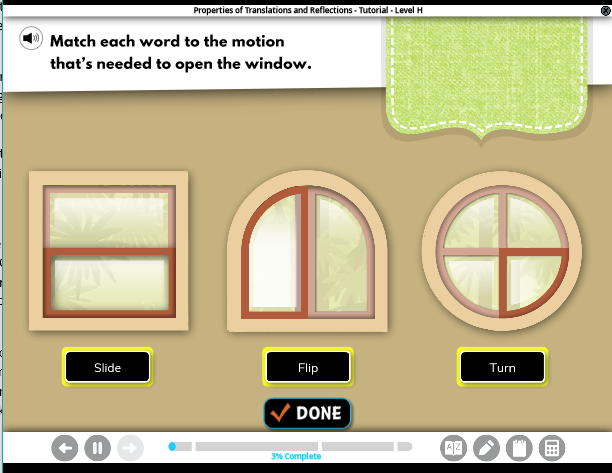 Properties of Translations and Reflections - Tutorial - Level H
Match each word to the motion
that's needed to open the window.
Slide
Flip
Turn
DONE
3% Complete
AZ